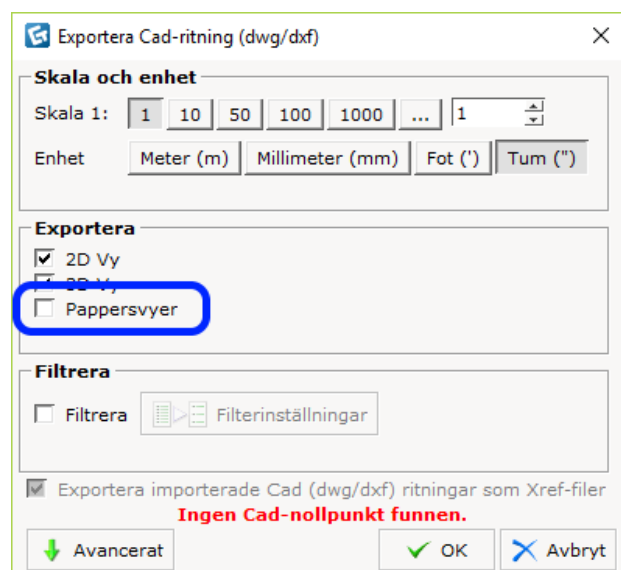 Exportera Cad-ritning (dwg/dxf)
Skala och enhet
Skala 1: 1 10 50 100 1000 ... 1
Enhet Meter (m) Millimeter (mm) Fot (') Tum (")
Exportera
2D Vy
3D Vy
Pappersvyer
Filtrera
Filtrera Filterinställningar
Exportera importerade Cad (dwg/dxf) ritningar som Xref-filer
Ingen Cad-nollpunkt funnen.
Avancerat OK Avbryt